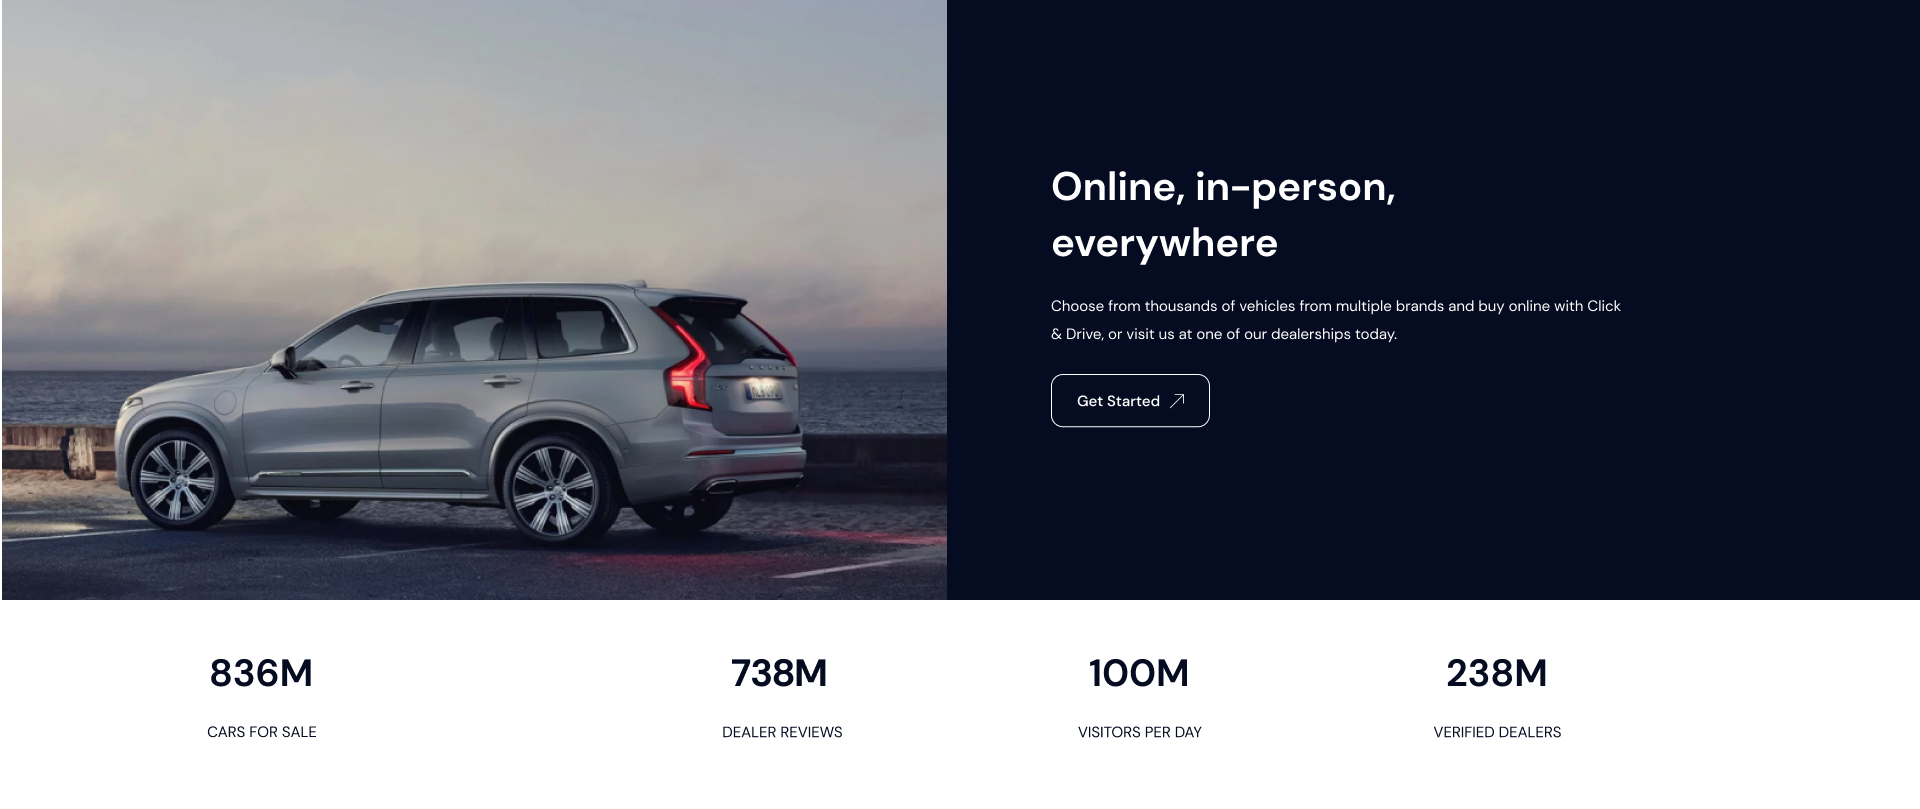 Online, in-person,
everywhere
Choose from thousands of vehicles from multiple brands and buy online with Click
& Drive, or visit us at one of our dealerships today.
Get Started
836M
738M
100M
238M
CARS FOR SALE
DEALER REVIEWS
VISITORS PER DAY
VERIFIED DEALERS